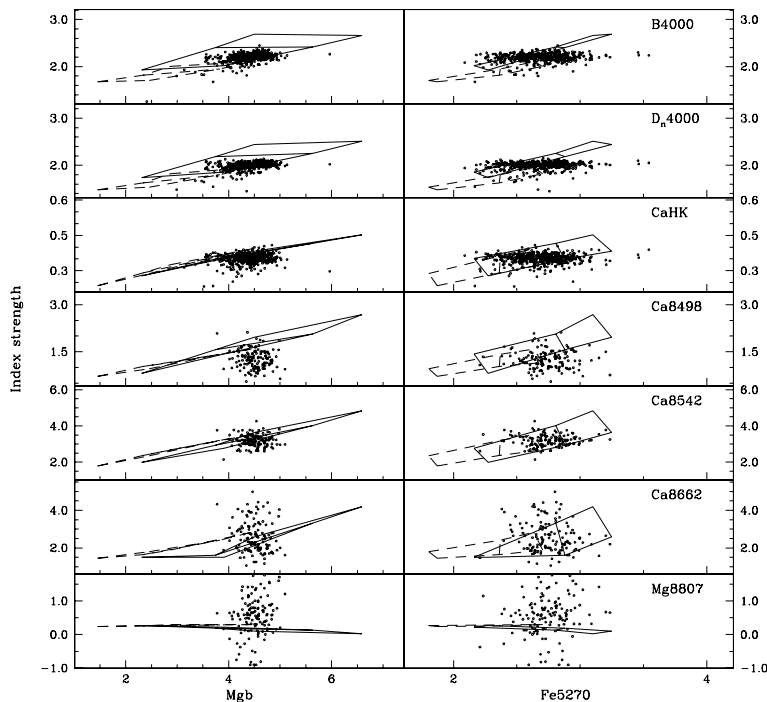 3.0 B4000 3.0
2.0 2.0
3.0 Dn4000 3.0
2.0 2.0
0.6 CaHK 0.6
0.5 0.5
0.3 0.3
3.0 Ca8498 3.0
1.5 1.5
Index strength
6.0 Ca8542 6.0
4.0 4.0
2.0 2.0
Ca8662
4.0 4.0
2.0 2.0
Mg8807
1.0 1.0
0.0 0.0
−1.0 −1.0
2 4 6 2 4
Mgb Fe5270